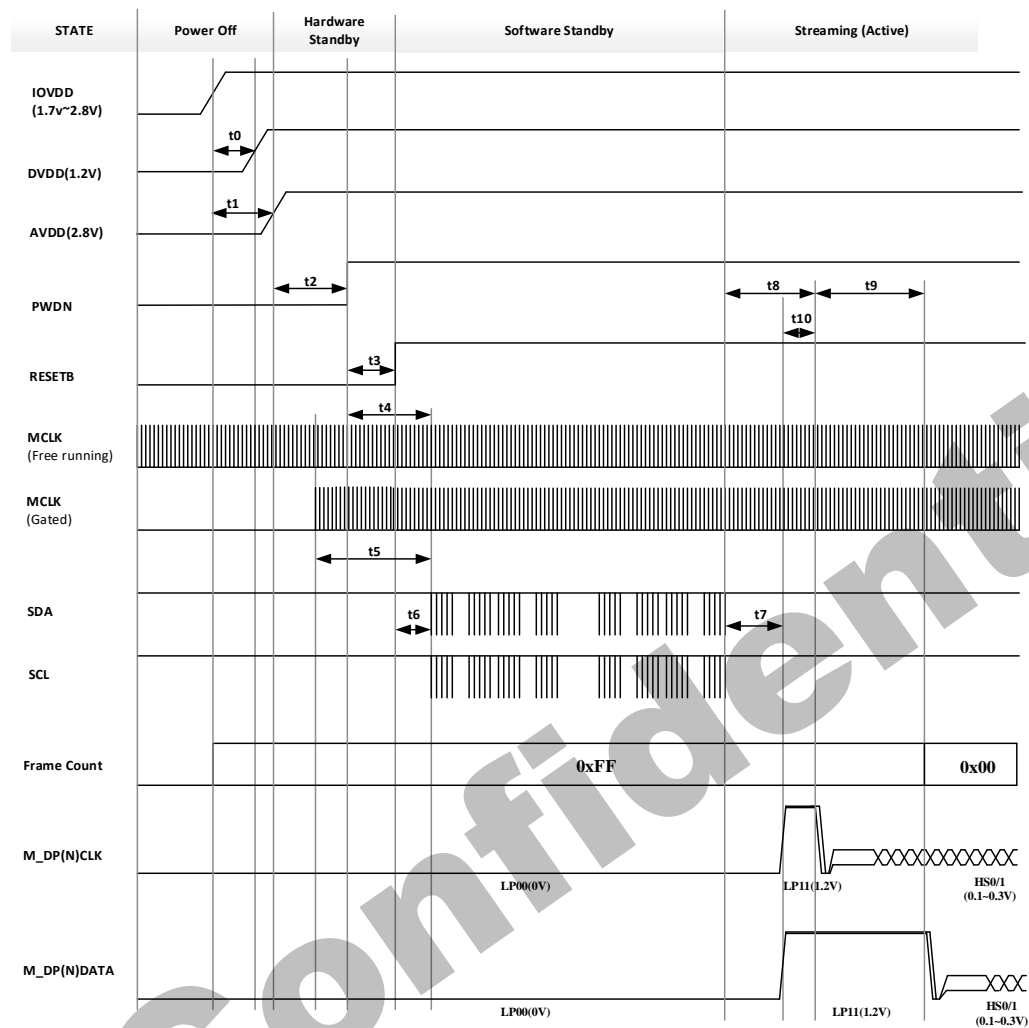 STATE
Power Off
Hardware
Standby
Software Standby
Streaming (Active)
IOVDD
(1.7v~2.8V)
t0
DVDD(1.2V)
t1
AVDD(2.8V)
t2
t8
t9
PWDN
t10
t3
RESETB
t4
MCLK
(Free running)
MCLK
(Gated)
t5
SDA
t6
t7
SCL
Frame Count
0xFF
0x00
M_DP(N)CLK
LP00(0V)
LP11(1.2V)
HS0/1
(0.1~0.3V)
M_DP(N)DATA
LP00(0V)
LP11(1.2V)
HS0/1
(0.1~0.3V)